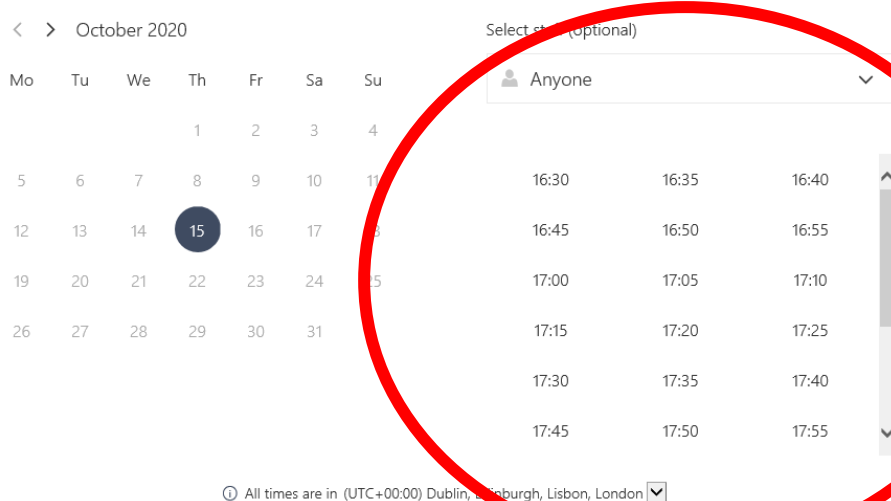 October 2020
Mo Tu We Th Fr Sa Su
1 2 3 4
5 6 7 8 9 10 11
12 13 14 15 16 17
19 20 21 22 23 24 25
26 27 28 29 30 31
Select (optional)
Anyone
16:30 16:35 16:40
16:45 16:50 16:55
17:00 17:05 17:10
17:15 17:20 17:25
17:30 17:35 17:40
17:45 17:50 17:55
All times are in (UTC+00:00) Dublin, Edinburgh, Lisbon, London